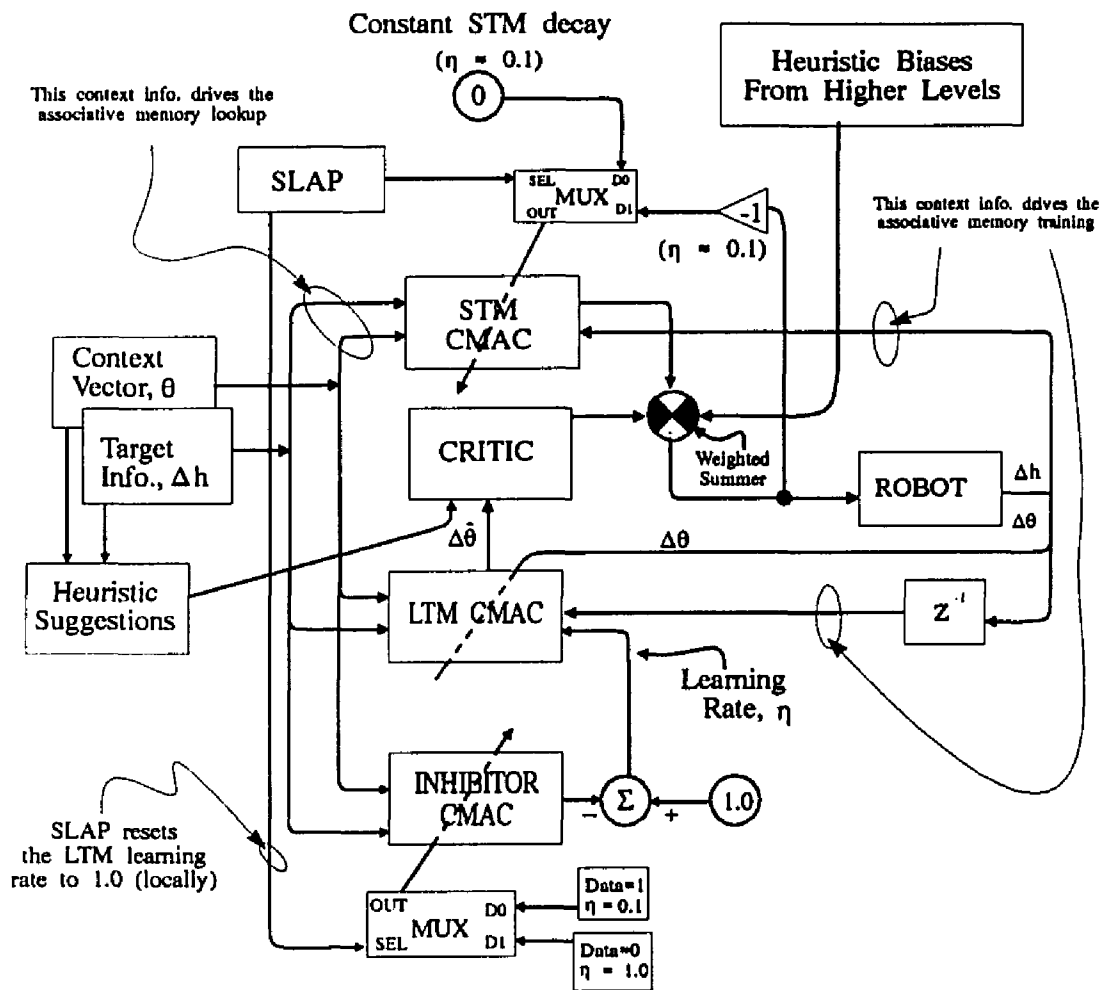 Constant STM decay
(η ≈ 0.1)
0
Heuristic Biases
From Higher Levels
This context info. drives the
associative memory lookup
SLAP
SEL D0
MUX
OUT D1
-1
(η ≈ 0.1)
This context info. drives the
associative memory training
STM
CMAC
Context
Vector, θ
Target
Info., Δh
CRITIC
Weighted
Summer
ROBOT
Δh
Δθ
Δθ̂
Δθ
Heuristic
Suggestions
LTM CMAC
Z⁻¹
Learning
Rate, η
INHIBITOR
CMAC
− Σ +
1.0
SLAP resets
the LTM learning
rate to 1.0 (locally)
OUT D0
MUX
SEL D1
Data=1
η = 0.1
Data=0
η = 1.0